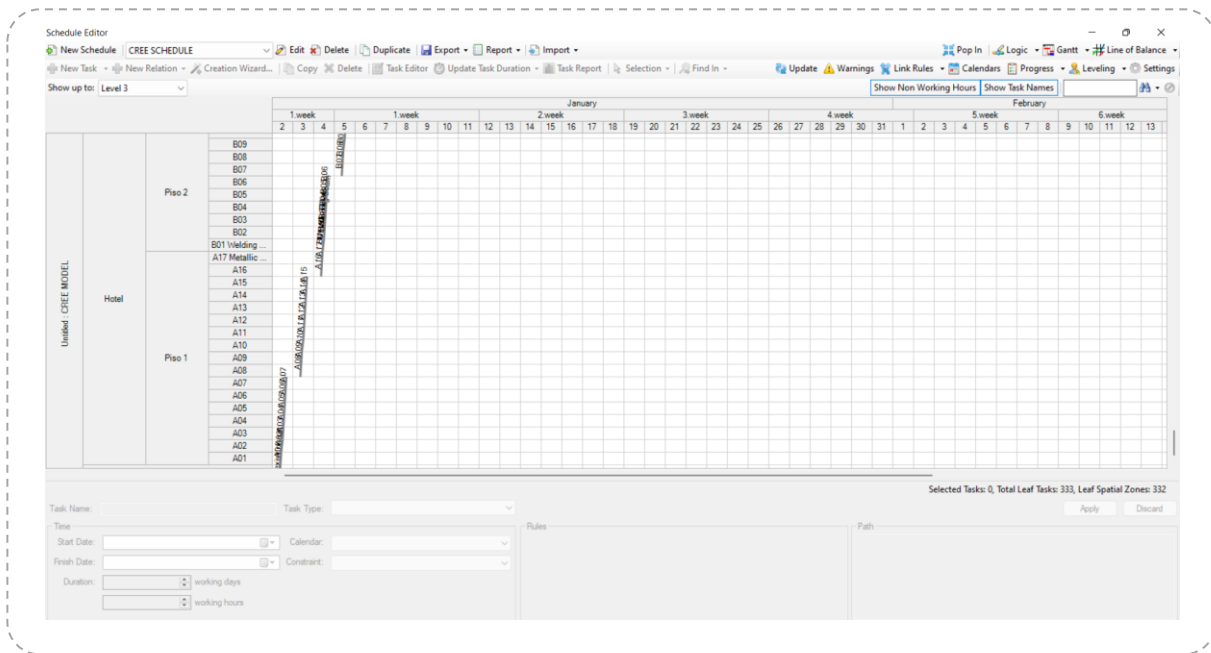 Schedule Editor
New Schedule CREE SCHEDULE Edit Delete Duplicate Export Report Import Pop In Logic Gantt Line of Balance
New Task New Relation Creation Wizard... Copy Delete Task Editor Update Task Duration Task Report Selection Find In Update Warnings Link Rules Calendars Progress Leveling Settings
Show up to: Level 3 Show Non Working Hours Show Task Names
January February
1.week 1.week 2.week 3.week 4.week 5.week 6.week
2 3 4 5 6 7 8 9 10 11 12 13 14 15 16 17 18 19 20 21 22 23 24 25 26 27 28 29 30 31 1 2 3 4 5 6 7 8 9 10 11 12 13
Untitled : CREE MODEL
Hotel
Piso 2
B09
B08
B07
B06
B05
B04
B03
B02
B01 Welding ...
Piso 1
A17 Metallic ...
A16
A15
A14
A13
A12
A11
A10
A09
A08
A07
A06
A05
A04
A03
A02
A01
Selected Tasks: 0, Total Leaf Tasks: 333, Leaf Spatial Zones: 332
Task Name: Task Type: Apply Discard
Time Rules Path
Start Date: Calendar:
Finish Date: Constraint:
Duration: working days
working hours